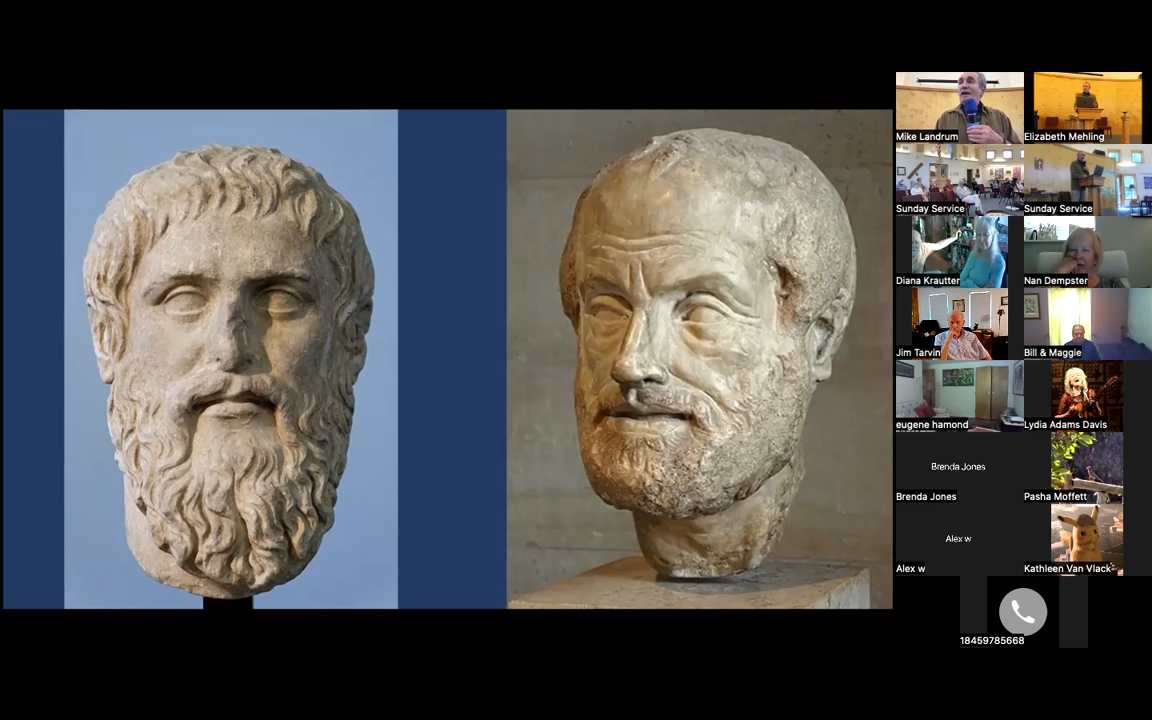 Mike Landrum
Elizabeth Mehling
Sunday Service
Sunday Service
Diana Krautter
Nan Dempster
Jim Tarvin
Bill & Maggie
eugene hamond
Lydia Adams Davis
Brenda Jones
Brenda Jones
Pasha Moffett
Alex w
Alex w
Kathleen Van Vlack
18459785668